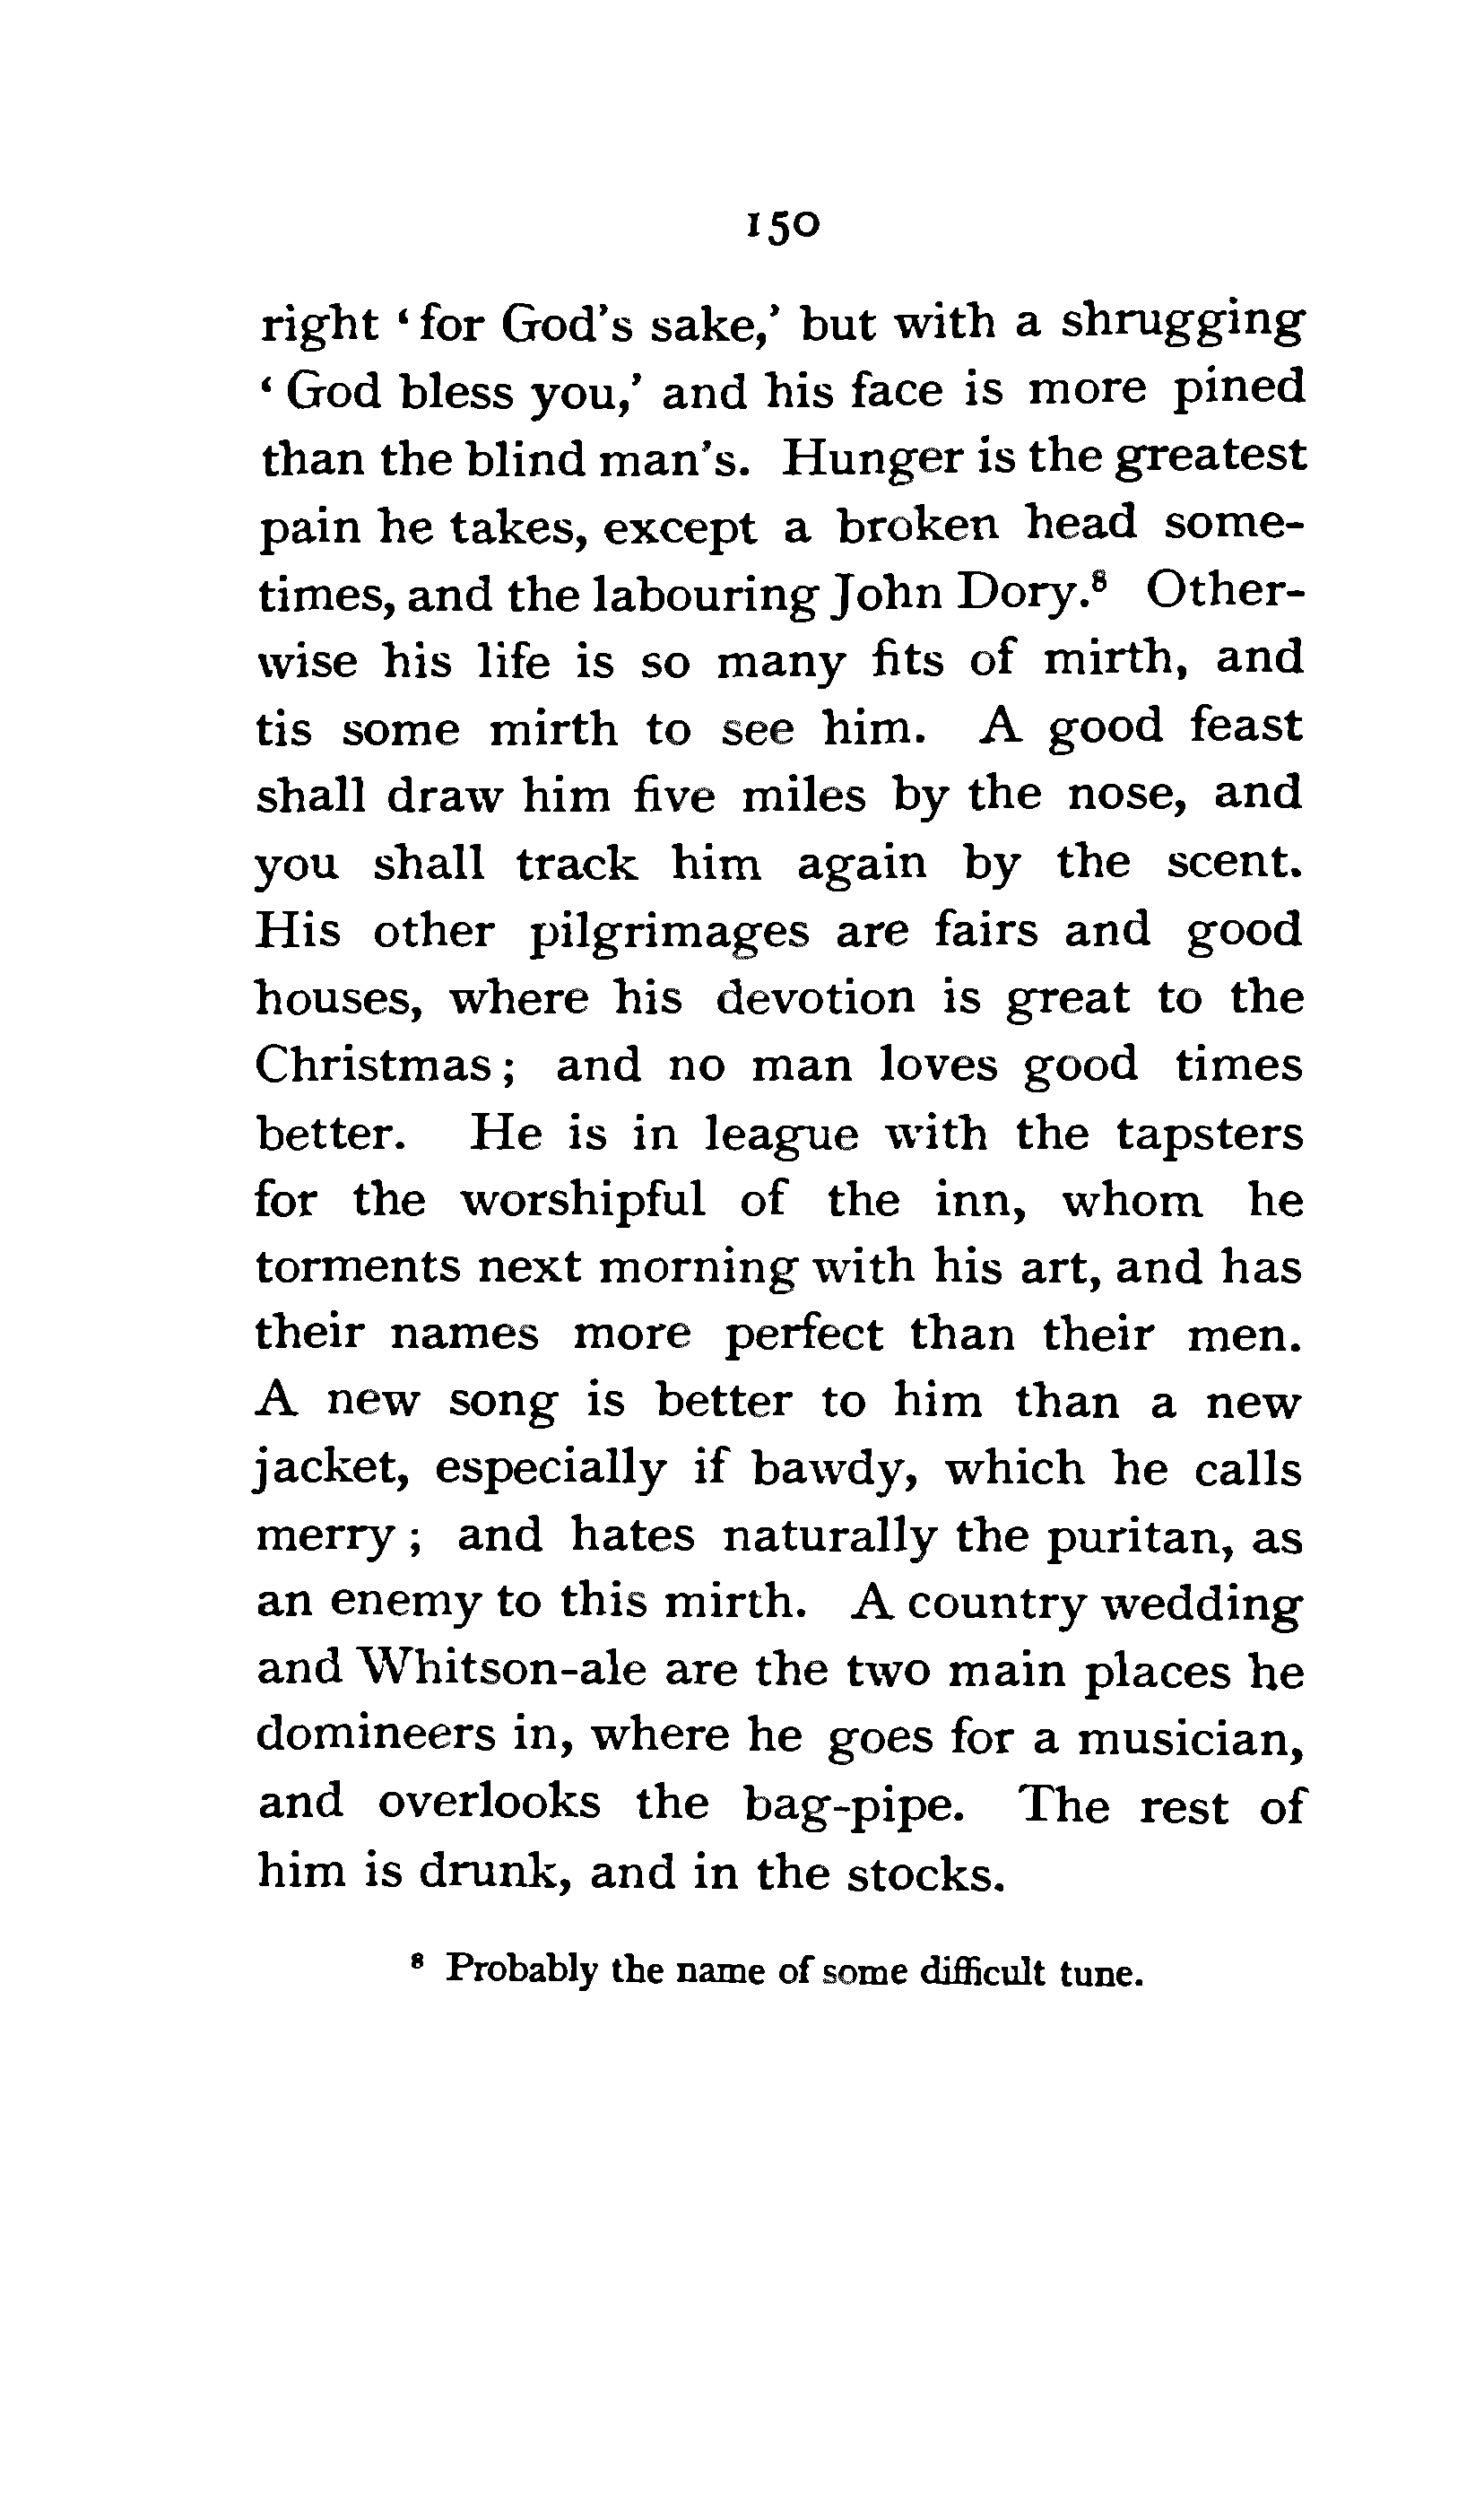 150
right ‘for God’s sake,’ but with a shrugging
‘God bless you,’ and his face is more pined
than the blind man’s. Hunger is the greatest
pain he takes, except a broken head some-
times, and the labouring John Dory.⁸ Other-
wise his life is so many fits of mirth, and
tis some mirth to see him. A good feast
shall draw him five miles by the nose, and
you shall track him again by the scent.
His other pilgrimages are fairs and good
houses, where his devotion is great to the
Christmas; and no man loves good times
better. He is in league with the tapsters
for the worshipful of the inn, whom he
torments next morning with his art, and has
their names more perfect than their men.
A new song is better to him than a new
jacket, especially if bawdy, which he calls
merry; and hates naturally the puritan, as
an enemy to this mirth. A country wedding
and Whitson-ale are the two main places he
domineers in, where he goes for a musician,
and overlooks the bag-pipe. The rest of
him is drunk, and in the stocks.
⁸ Probably the name of some difficult tune.